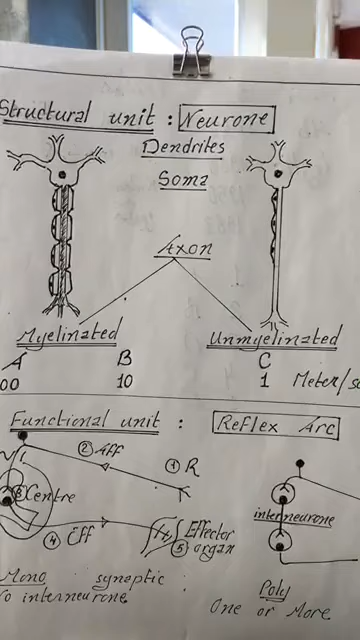 Structural unit : Neurone
Dendrites
Soma
Axon
Myelinated Unmyelinated
A B C
00 10 1 Meter/se
Functional unit : Reflex Arc
② Aff
① R
③ Centre
interneurone
④ Eff
Effector
⑤ organ
Mono synaptic
o interneurone
Poly
One or More